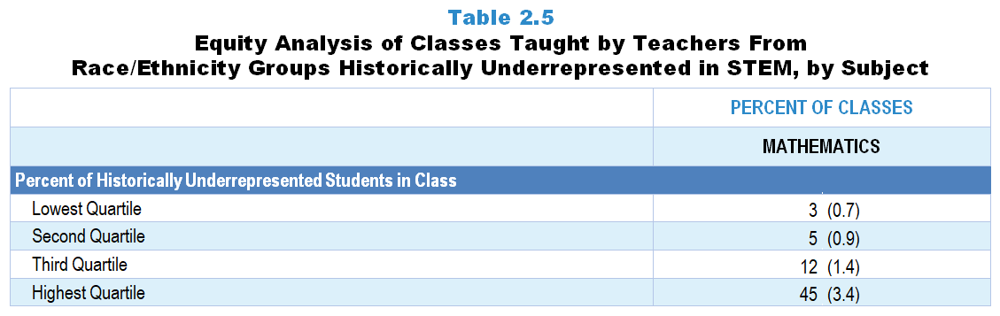 Table 2.5
Equity Analysis of Classes Taught by Teachers From
Race/Ethnicity Groups Historically Underrepresented in STEM, by Subject
PERCENT OF CLASSES
MATHEMATICS
Percent of Historically Underrepresented Students in Class
Lowest Quartile 3 (0.7)
Second Quartile 5 (0.9)
Third Quartile 12 (1.4)
Highest Quartile 45 (3.4)